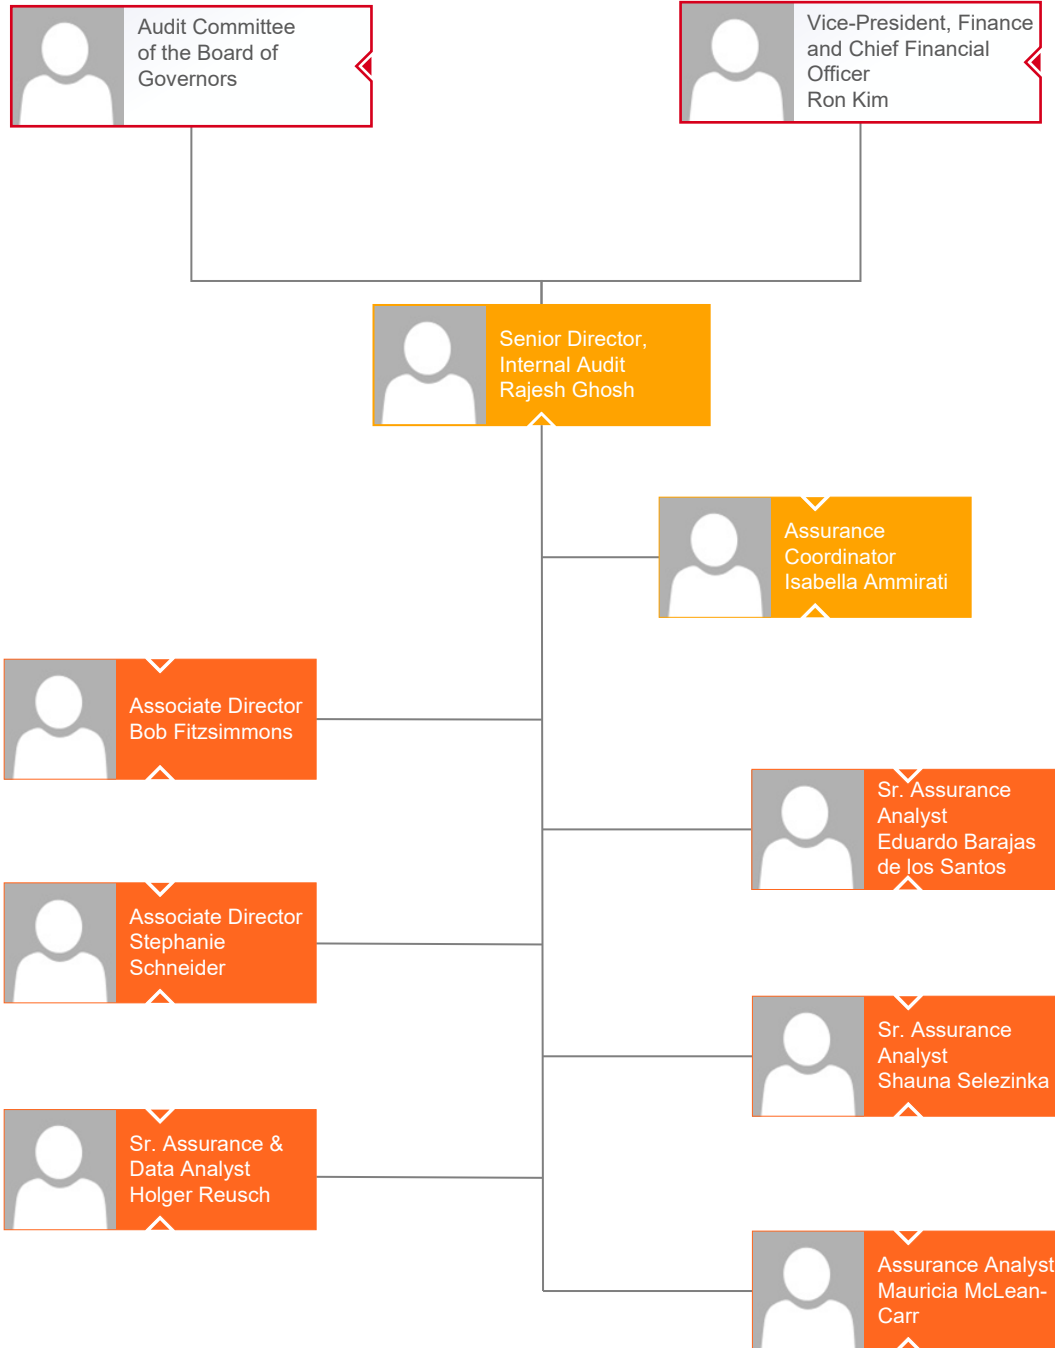 Audit Committee
of the Board of
Governors
Vice-President, Finance
and Chief Financial
Officer
Ron Kim
Senior Director,
Internal Audit
Rajesh Ghosh
Assurance
Coordinator
Isabella Ammirati
Associate Director
Bob Fitzsimmons
Sr. Assurance
Analyst
Eduardo Barajas
de los Santos
Associate Director
Stephanie
Schneider
Sr. Assurance
Analyst
Shauna Selezinka
Sr. Assurance &
Data Analyst
Holger Reusch
Assurance Analyst
Mauricia McLean-
Carr